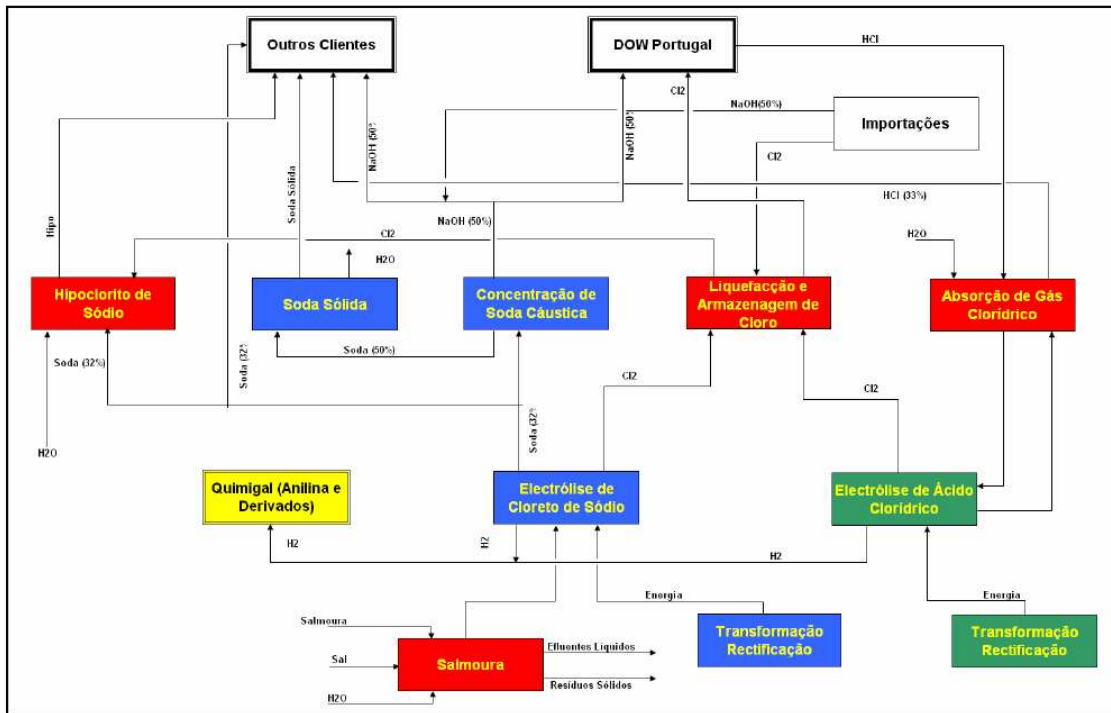 Outros Clientes
DOW Portugal
HCl
Cl2
NaOH(50%)
Importações
NaOH (50%
NaOH (50%
Cl2
Soda Sólida
HCl (33%)
Hipo
NaOH (50%)
Cl2
H2O
H2O
Hipoclorito de
Sódio
Soda Sólida
Concentração de
Soda Cáustica
Liquefacção e
Armazenagem de
Cloro
Absorção de Gás
Clorídrico
Soda (32%)
Soda (32%
Soda (50%)
Cl2
Cl2
Soda (32%
H2O
Quimigal (Anilina e
Derivados)
Electrólise de
Cloreto de Sódio
Electrólise de Ácido
Clorídrico
H2
H2
H2
Energia
Energia
Salmoura
Transformação
Rectificação
Transformação
Rectificação
Efluentes Líquidos
Sal
Salmoura
Resíduos Sólidos
H2O